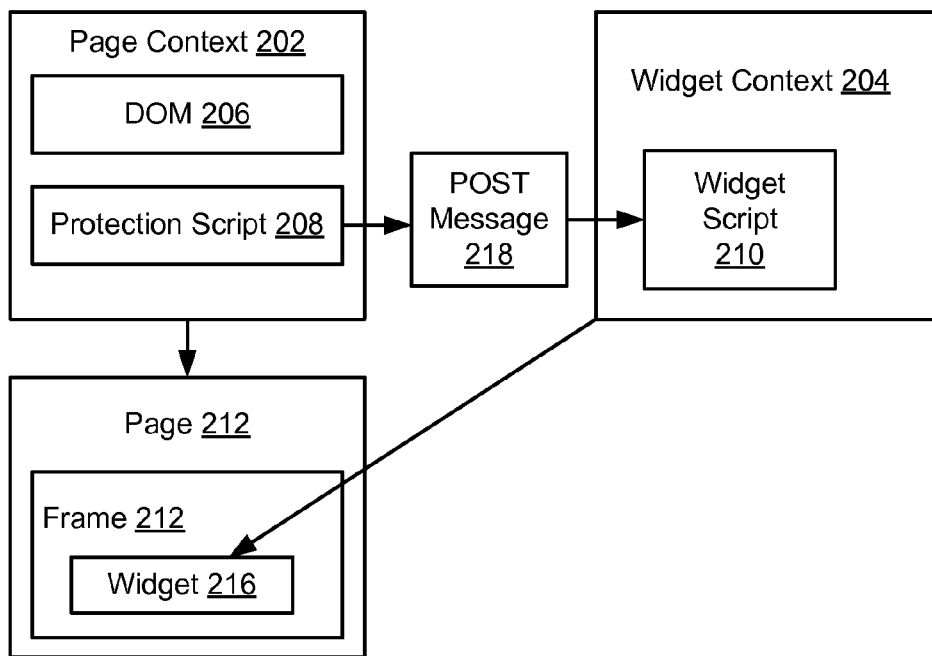 Page Context 202
DOM 206
Protection Script 208
POST
Message
218
Widget Context 204
Widget
Script
210
Page 212
Frame 212
Widget 216